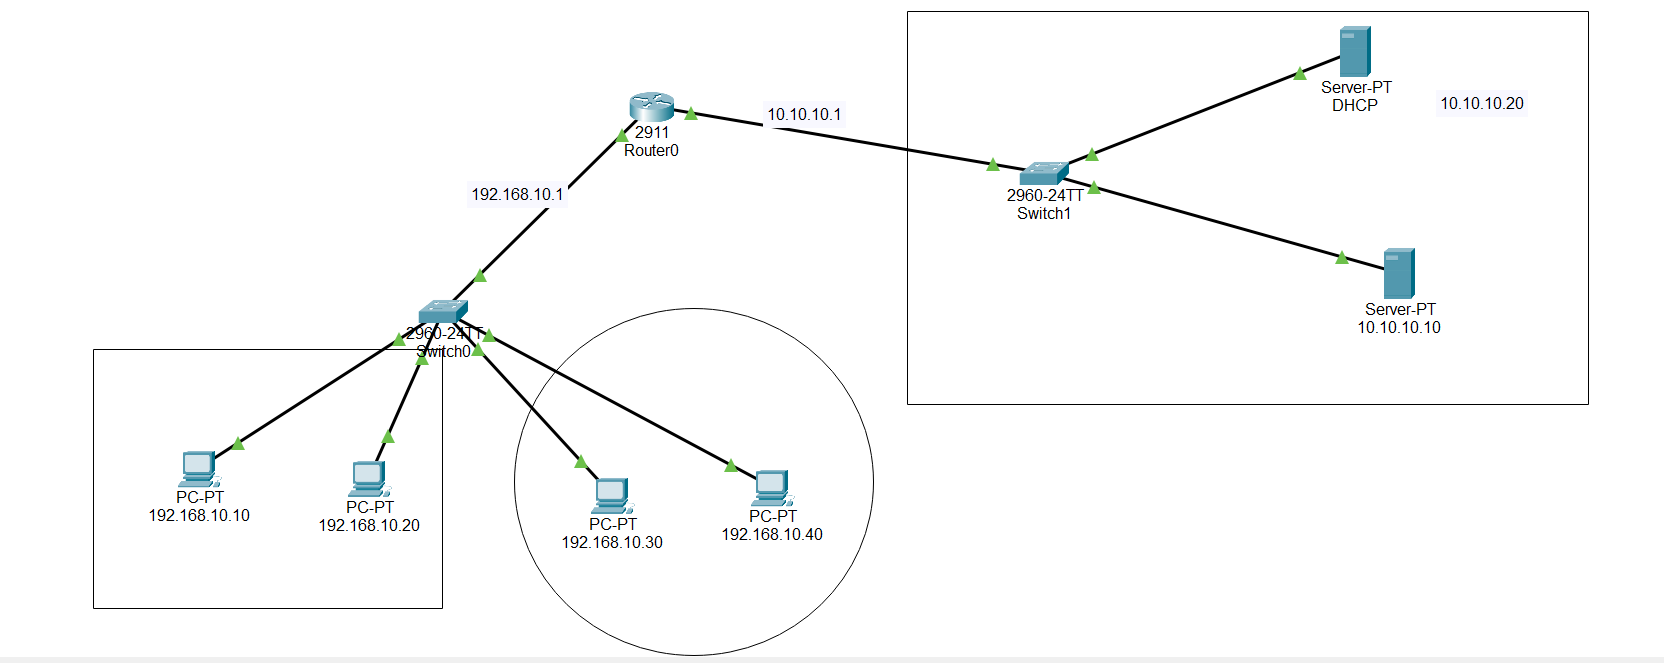 Server-PT
DHCP
10.10.10.20
10.10.10.1
2911
Router0
192.168.10.1
2960-24TT
Switch1
Server-PT
10.10.10.10
2960-24TT
Switch0
PC-PT
192.168.10.10
PC-PT
192.168.10.20
PC-PT
192.168.10.30
PC-PT
192.168.10.40